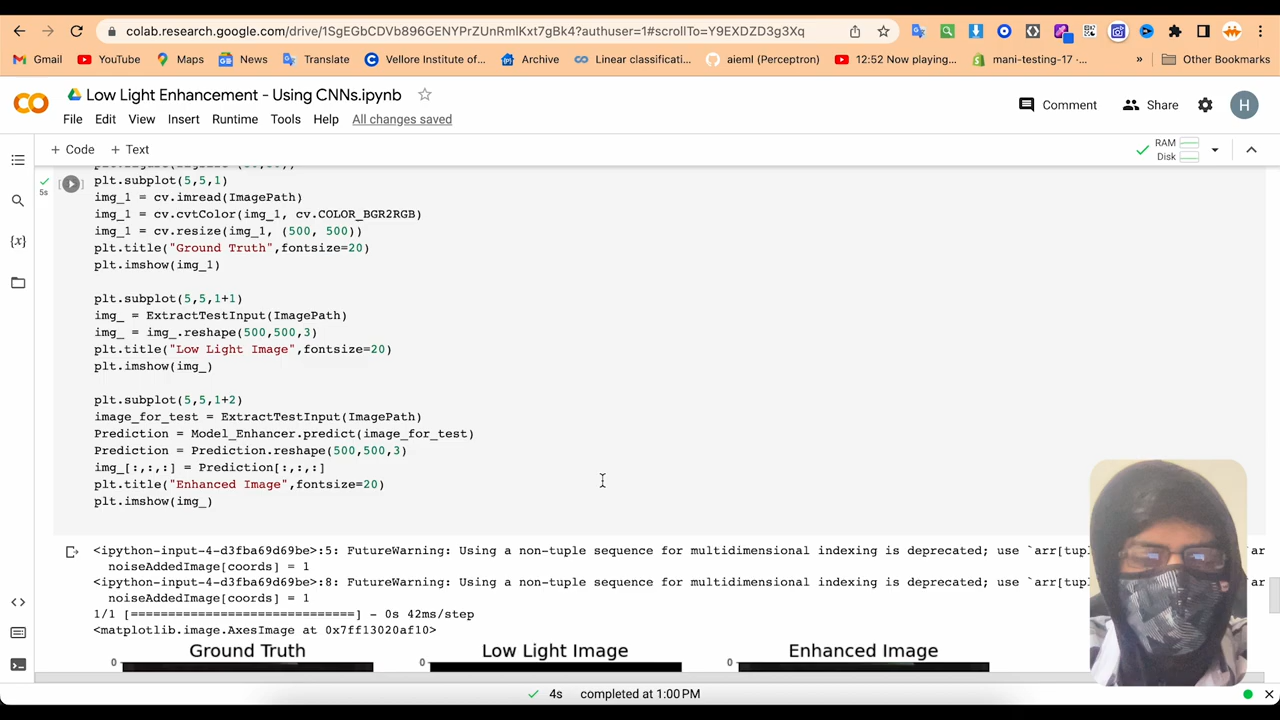 colab.research.google.com/drive/1SgEGbCDVb896GENYPrZUnRmlKxt7gBk4?authuser=1#scrollTo=Y9EXDZD3g3Xq
Gmail YouTube Maps News Translate Vellore Institute of... Archive Linear classificati... aieml (Perceptron) 12:52 Now playing... mani-testing-17 ·... » Other Bookmarks
Low Light Enhancement - Using CNNs.ipynb
Comment Share H
File Edit View Insert Runtime Tools Help All changes saved
+ Code + Text
RAM
Disk
plt.subplot(5,5,1)
5s
img_1 = cv.imread(ImagePath)
img_1 = cv.cvtColor(img_1, cv.COLOR_BGR2RGB)
img_1 = cv.resize(img_1, (500, 500))
plt.title("Ground Truth",fontsize=20)
plt.imshow(img_1)
plt.subplot(5,5,1+1)
img_ = ExtractTestInput(ImagePath)
img_ = img_.reshape(500,500,3)
plt.title("Low Light Image",fontsize=20)
plt.imshow(img_)
plt.subplot(5,5,1+2)
image_for_test = ExtractTestInput(ImagePath)
Prediction = Model_Enhancer.predict(image_for_test)
Prediction = Prediction.reshape(500,500,3)
img_[:,:,:] = Prediction[:,:,:]
plt.title("Enhanced Image",fontsize=20)
plt.imshow(img_)
<ipython-input-4-d3fba69d69be>:5: FutureWarning: Using a non-tuple sequence for multidimensional indexing is deprecated; use `arr[tupl
noiseAddedImage[coords] = 1
<ipython-input-4-d3fba69d69be>:8: FutureWarning: Using a non-tuple sequence for multidimensional indexing is deprecated; use `arr[tupl
noiseAddedImage[coords] = 1
1/1 [==============================] - 0s 42ms/step
<matplotlib.image.AxesImage at 0x7ff13020af10>
Ground Truth Low Light Image Enhanced Image
0 0 0
4s completed at 1:00 PM